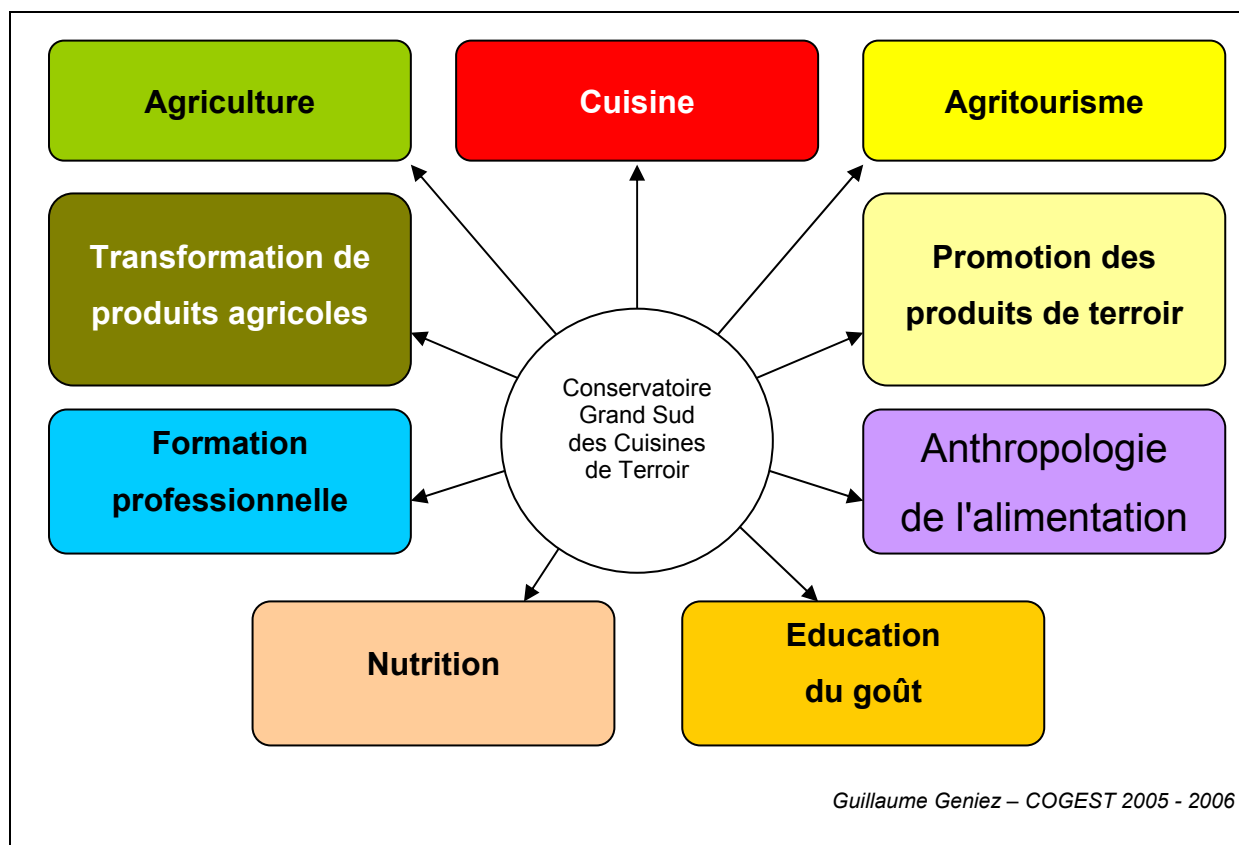 Agriculture
Cuisine
Agritourisme
Transformation de
produits agricoles
Promotion des
produits de terroir
Conservatoire
Grand Sud
des Cuisines
de Terroir
Formation
professionnelle
Anthropologie
de l'alimentation
Nutrition
Education
du goût
Guillaume Geniez – COGEST 2005 - 2006